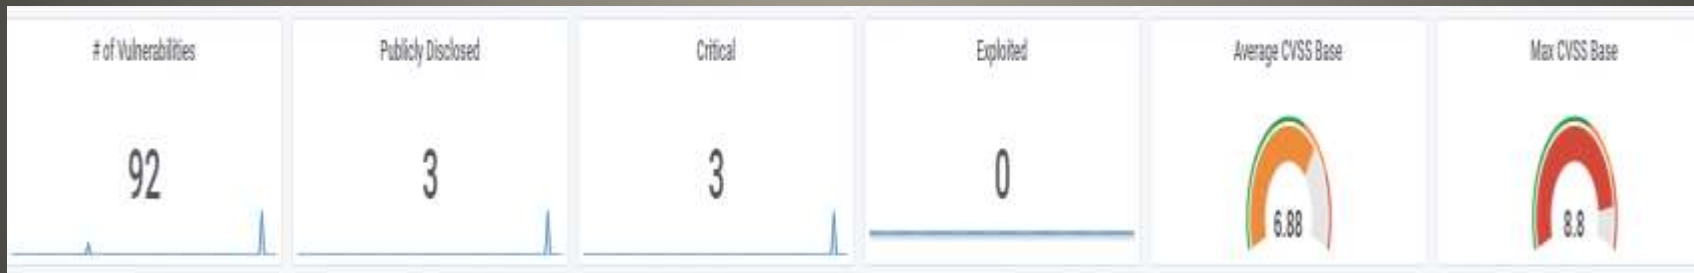 # of Vulnerabilities
Publicly Disclosed
Critical
Exploited
Average CVSS Base
Max CVSS Base
92
3
3
0
6.88
8.8